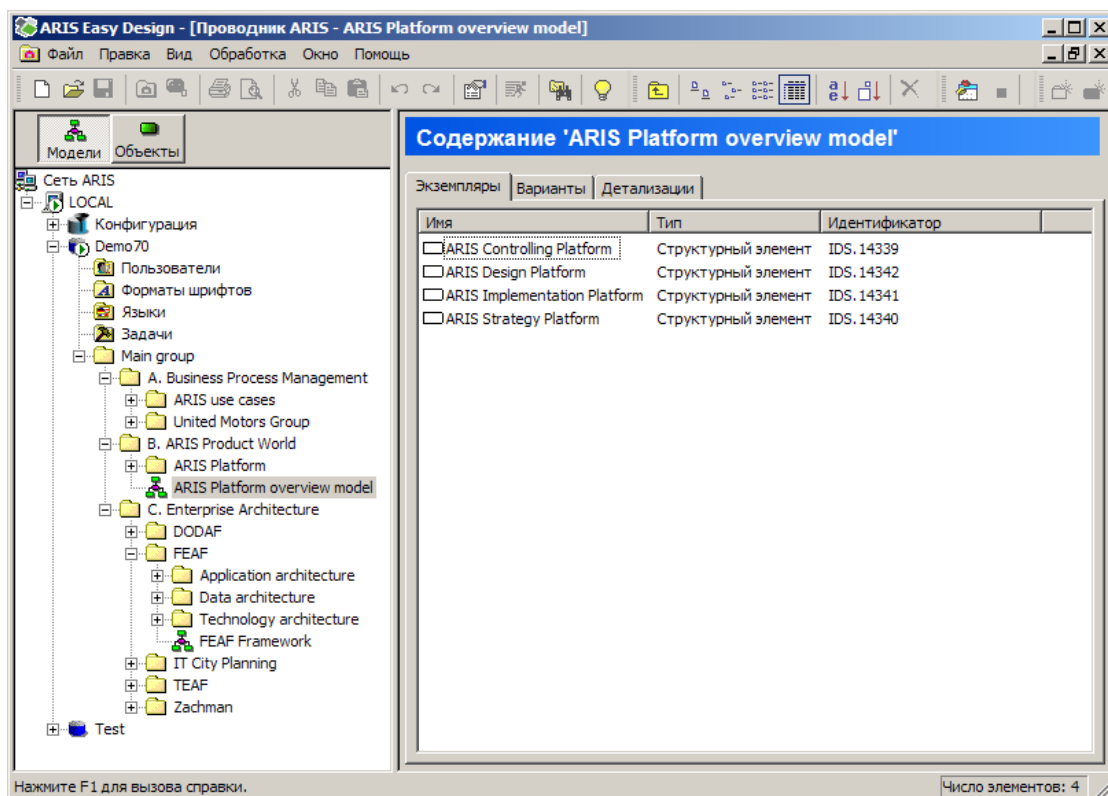 ARIS Easy Design - [Проводник ARIS - ARIS Platform overview model]
Файл Правка Вид Обработка Окно Помощь
Модели Объекты
Сеть ARIS
LOCAL
Конфигурация
Demo70
Пользователи
Форматы шрифтов
Языки
Задачи
Main group
A. Business Process Management
ARIS use cases
United Motors Group
B. ARIS Product World
ARIS Platform
ARIS Platform overview model
C. Enterprise Architecture
DODAF
FEAF
Application architecture
Data architecture
Technology architecture
FEAF Framework
IT City Planning
TEAF
Zachman
Test
Содержание 'ARIS Platform overview model'
Экземпляры Варианты Детализации
Имя Тип Идентификатор
ARIS Controlling Platform Структурный элемент IDS.14339
ARIS Design Platform Структурный элемент IDS.14342
ARIS Implementation Platform Структурный элемент IDS.14341
ARIS Strategy Platform Структурный элемент IDS.14340
Нажмите F1 для вызова справки. Число элементов: 4